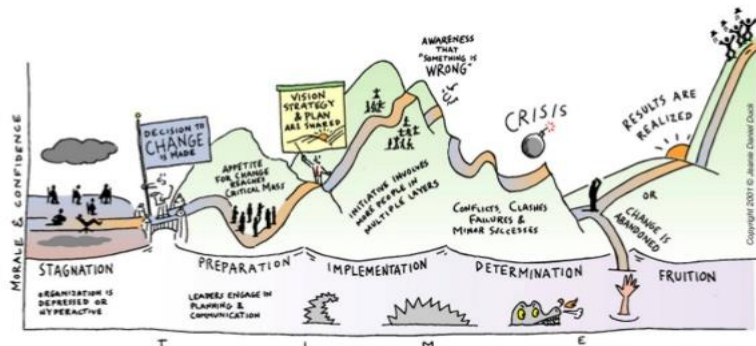 MORALE & CONFIDENCE
DECISION TO
CHANGE
IS MADE
APPETITE
FOR CHANGE
REACHES
CRITICAL MASS
VISION
STRATEGY
& PLAN
ARE SHARED
INITIATIVE INVOLVES
MORE PEOPLE IN
MULTIPLE LAYERS
AWARENESS
THAT
"SOMETHING IS
WRONG"
CRISIS
CONFLICTS, CLASHES
FAILURES &
MINOR SUCCESSES
RESULTS ARE
REALIZED
OR
CHANGE IS
ABANDONED
STAGNATION
PREPARATION
IMPLEMENTATION
DETERMINATION
FRUITION
ORGANIZATION IS
DEPRESSED OR
HYPERACTIVE
LEADERS ENGAGE IN
PLANNING &
COMMUNICATION
T I M E
Copyright 2001 © Jeanie Daniel Duck